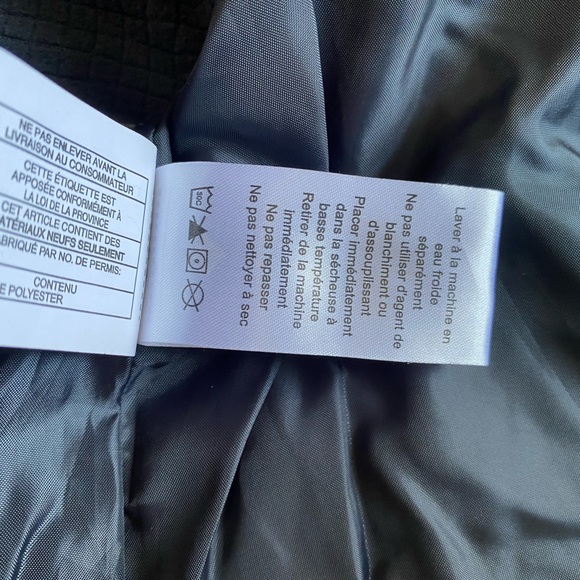 NE PAS ENLEVER AVANT LA
LIVRAISON AU CONSOMMATEUR
CETTE ÉTIQUETTE EST
APPOSÉE CONFORMÉMENT À
LA LOI DE LA PROVINCE
CET ARTICLE CONTIENT DES
MATÉRIAUX NEUFS SEULEMENT
PAR NO. DE PERMIS:
CONTENU
POLYESTER
Laver à la machine en
eau froide
séparément
Ne pas utiliser d'agent de
blanchiment ou
d'assouplissant
Placer immédiatement
dans la sécheuse à
basse température
Retirer de la machine
immédiatement
Ne pas repasser
Ne pas nettoyer à sec